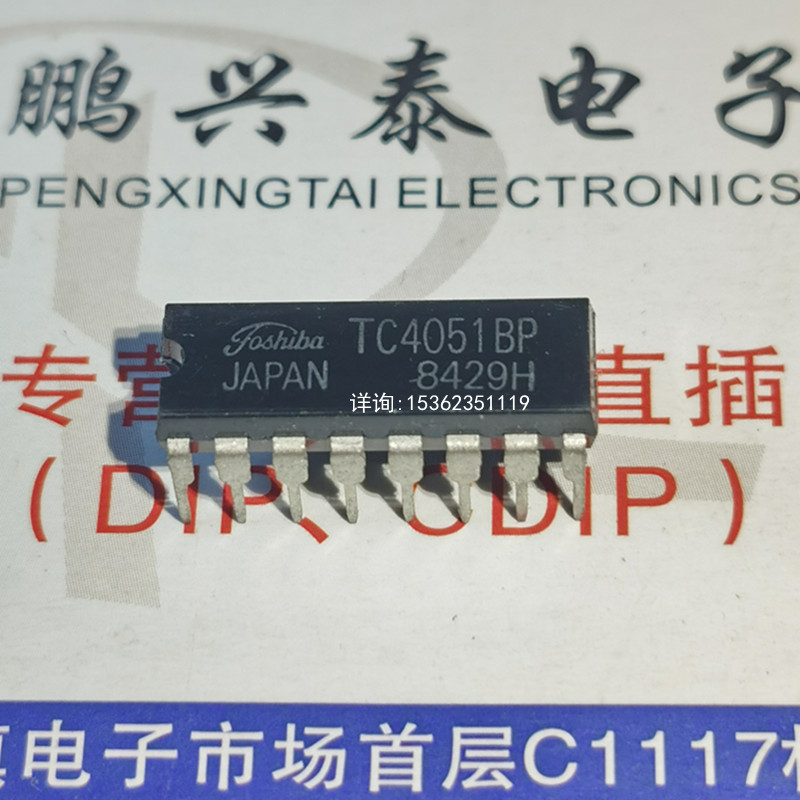 鹏兴泰电子
PENGXINGTAI ELECTRONICS
Toshiba TC4051BP
JAPAN 8429H
详询:15362351119
专营 直插
(DIP、CDIP)
电子市场首层C1117